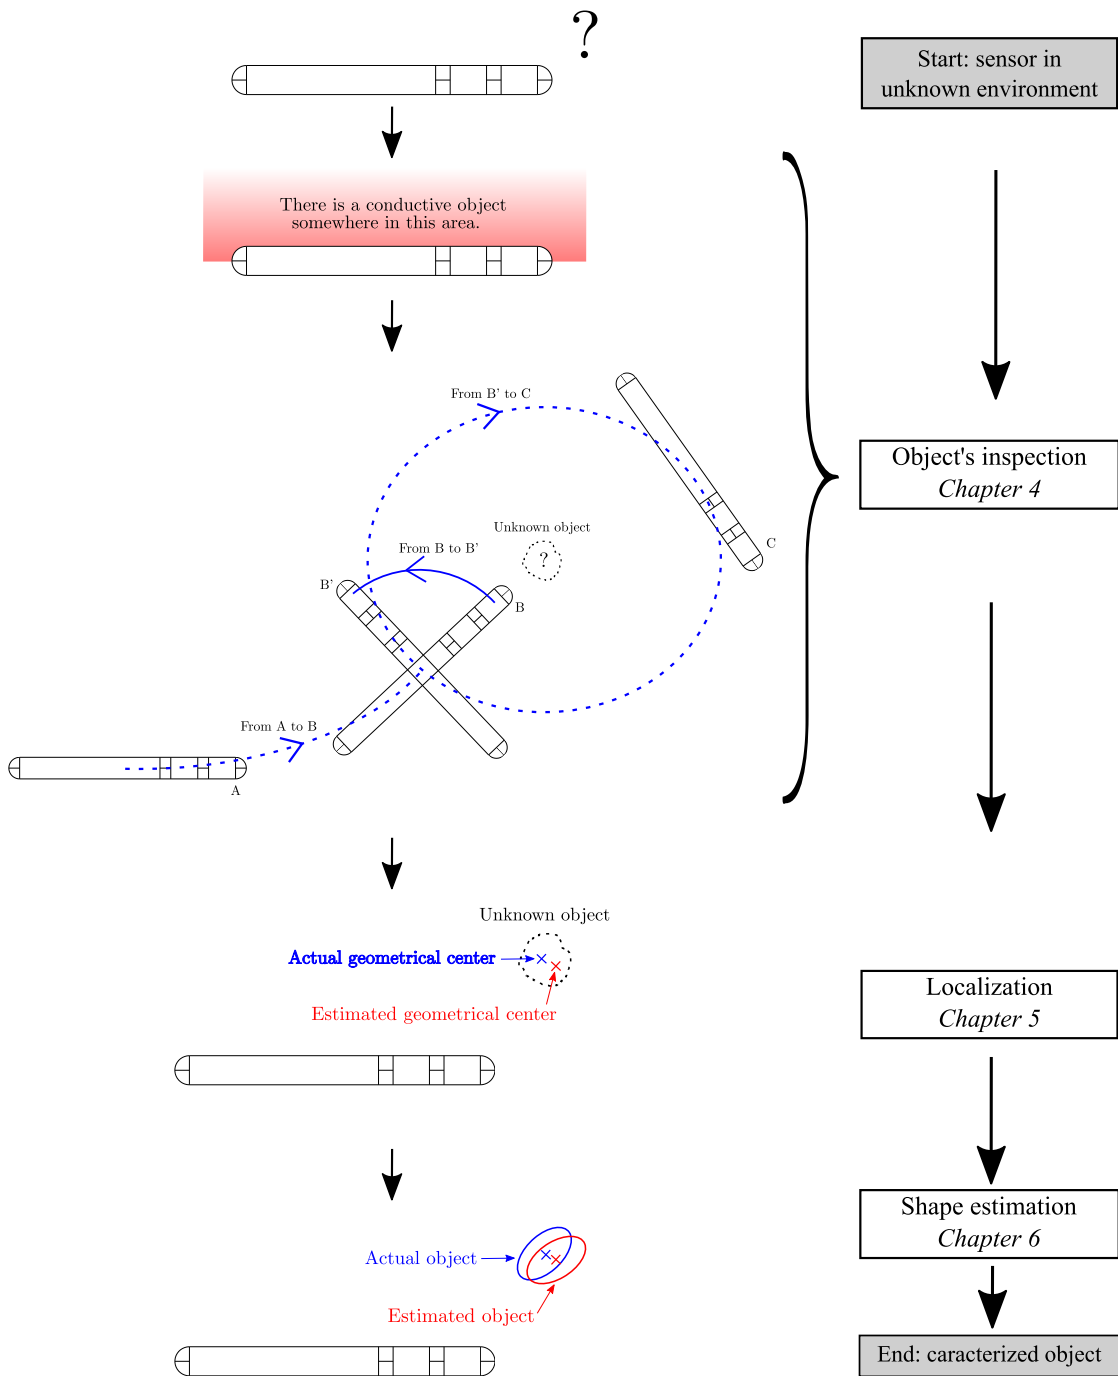 ?
Start: sensor in
unknown environment
There is a conductive object
somewhere in this area.
From B' to C
Object's inspection
Chapter 4
Unknown object
?
From B to B'
C
B'
B
From A to B
A
Unknown object
Actual geometrical center
Estimated geometrical center
Localization
Chapter 5
Shape estimation
Chapter 6
Actual object
Estimated object
End: caracterized object